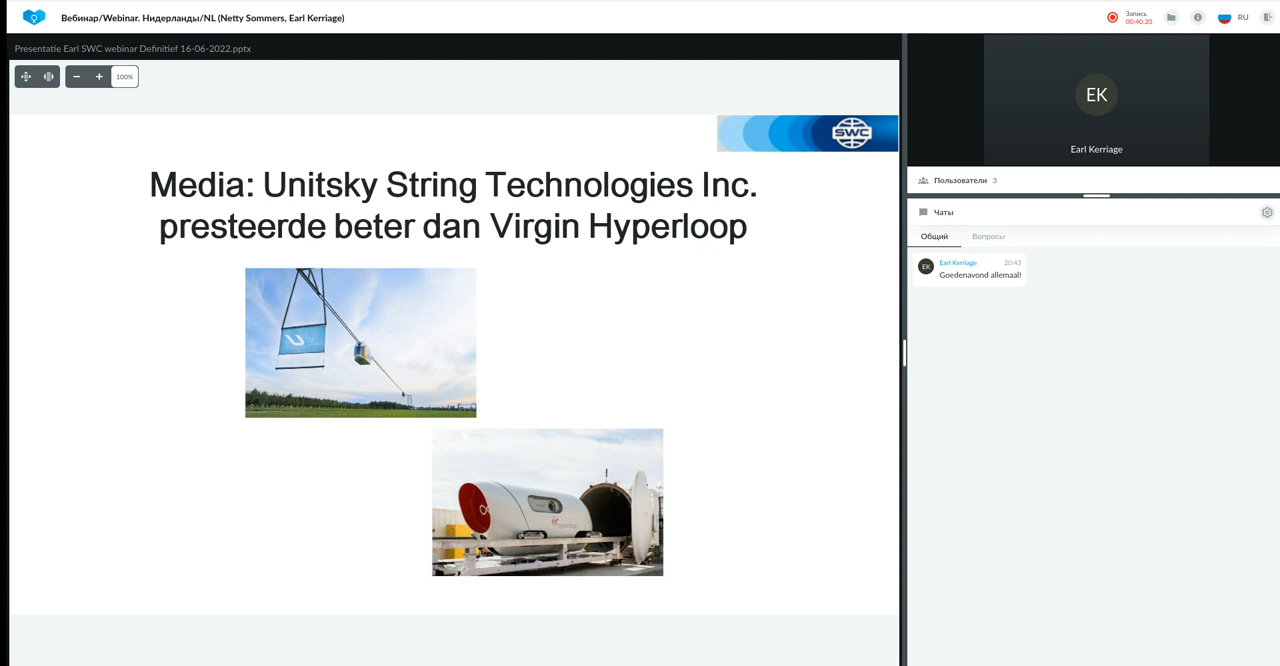 Вебинар/Webinar. Нидерланды/NL (Netty Sommers, Earl Kerriage)
Запись
00:40:20
RU
Presentatie Earl SWC webinar Definitief 16-06-2022.pptx
100%
SWC
Media: Unitsky String Technologies Inc.
presteerde beter dan Virgin Hyperloop
EK
Earl Kerriage
Пользователи 3
Чаты
Общий
Вопросы
EK
Earl Kerriage 20:43
Goedenavond allemaal!